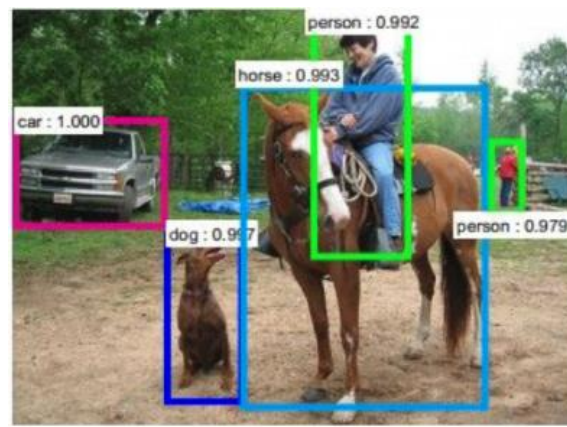 person : 0.992
horse : 0.993
car : 1.000
dog : 0.997
person : 0.979